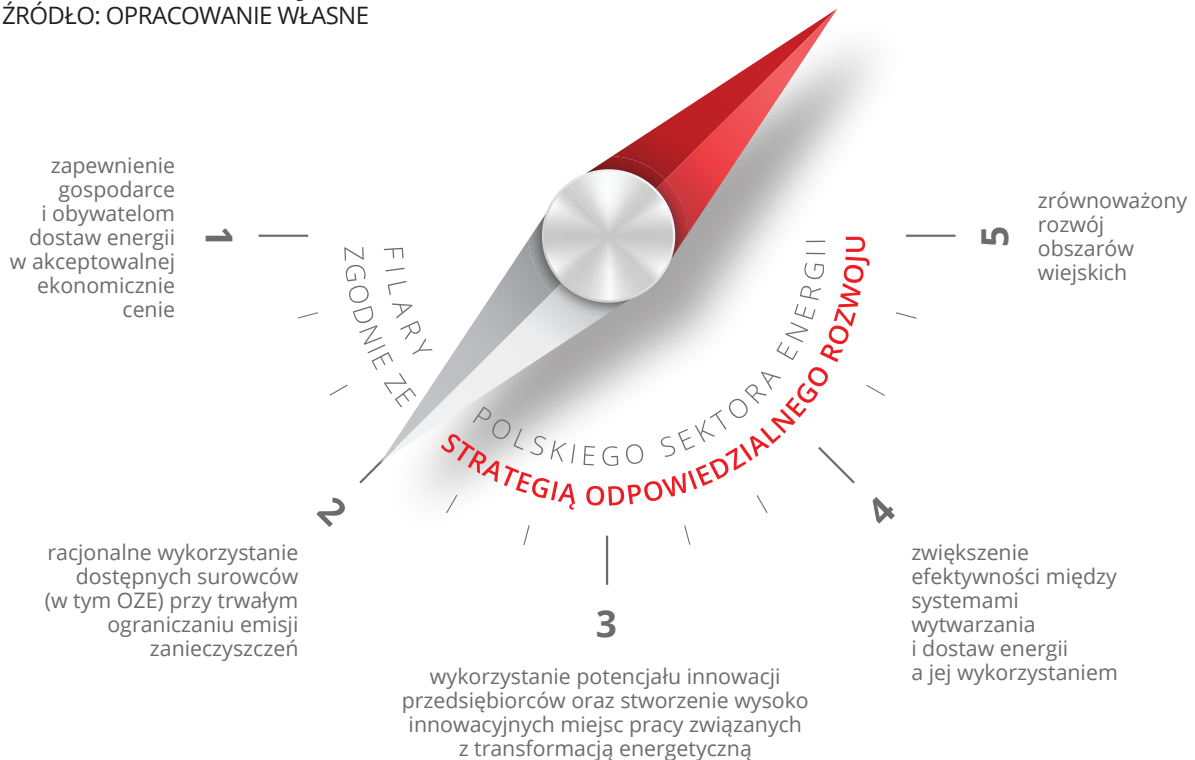 ŹRÓDŁO: OPRACOWANIE WŁASNE
zapewnienie
gospodarce
i obywatelom
dostaw energii
w akceptowalnej
ekonomicznie
cenie
1
FILARY
ZGODNIE ZE
POLSKIEGO SEKTORA ENERGII
STRATEGIĄ ODPOWIEDZIALNEGO ROZWOJU
5
zrównoważony
rozwój
obszarów
wiejskich
2
racjonalne wykorzystanie
dostępnych surowców
(w tym OZE) przy trwałym
ograniczaniu emisji
zanieczyszczeń
3
wykorzystanie potencjału innowacji
przedsiębiorców oraz stworzenie wysoko
innowacyjnych miejsc pracy związanych
z transformacją energetyczną
4
zwiększenie
efektywności między
systemami
wytwarzania
i dostaw energii
a jej wykorzystaniem